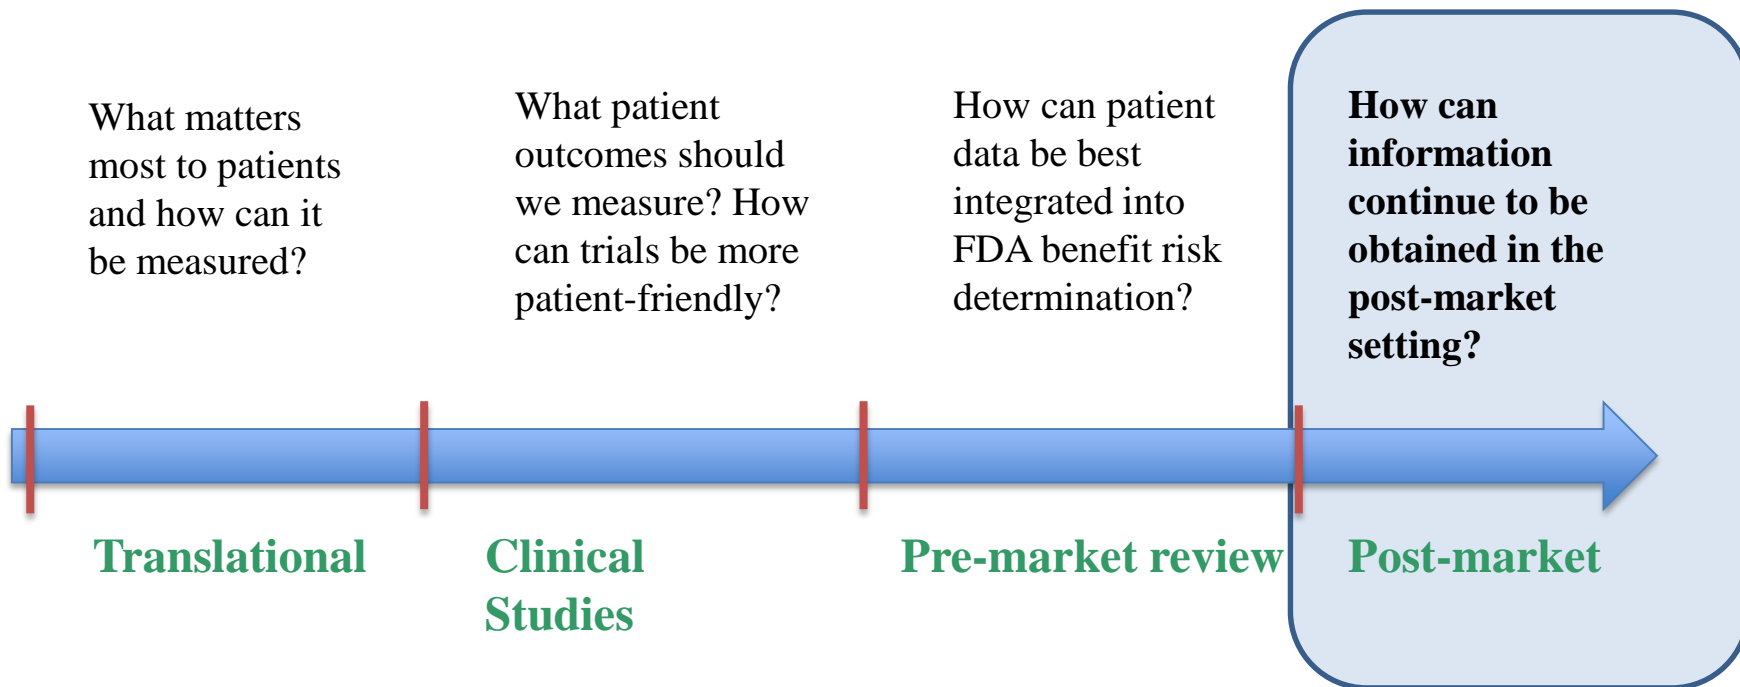 What matters
most to patients
and how can it
be measured?
What patient
outcomes should
we measure? How
can trials be more
patient-friendly?
How can patient
data be best
integrated into
FDA benefit risk
determination?
How can
information
continue to be
obtained in the
post-market
setting?
Translational
Clinical
Studies
Pre-market review
Post-market